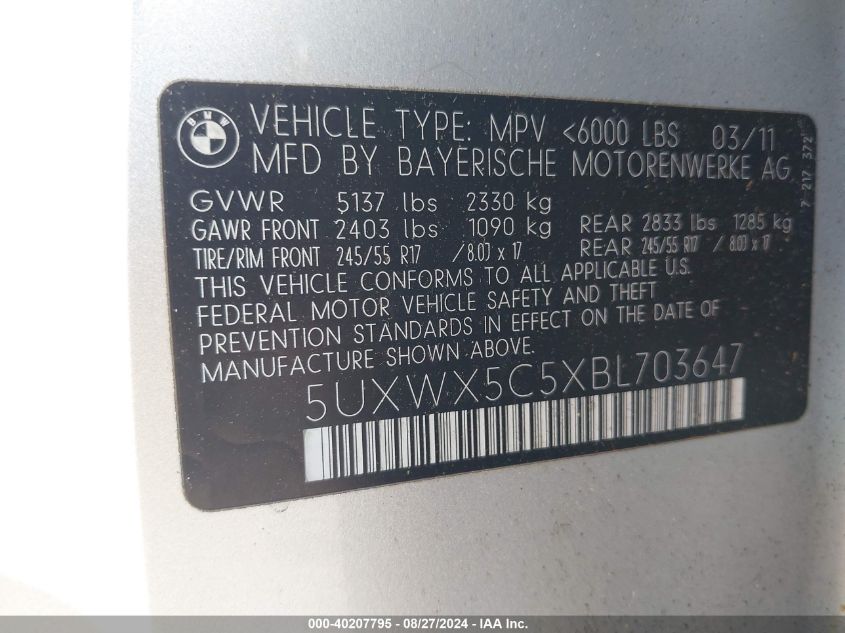 BMW
VEHICLE TYPE: MPV <6000 LBS 03/11
MFD BY BAYERISCHE MOTORENWERKE AG
7 217 372
GVWR 5137 lbs 2330 kg
GAWR FRONT 2403 lbs 1090 kg REAR 2833 lbs 1285 kg
TIRE/RIM FRONT 245/55 R17 /8.0J x 17 REAR 245/55 R17 / 8.0J x 17
THIS VEHICLE CONFORMS TO ALL APPLICABLE U.S.
FEDERAL MOTOR VEHICLE SAFETY AND THEFT
PREVENTION STANDARDS IN EFFECT ON THE DATE OF
MANUFACTURE SHOWN ABOVE.
5UXWX5C5XBL703647
000-40207795 - 08/27/2024 - IAA Inc.